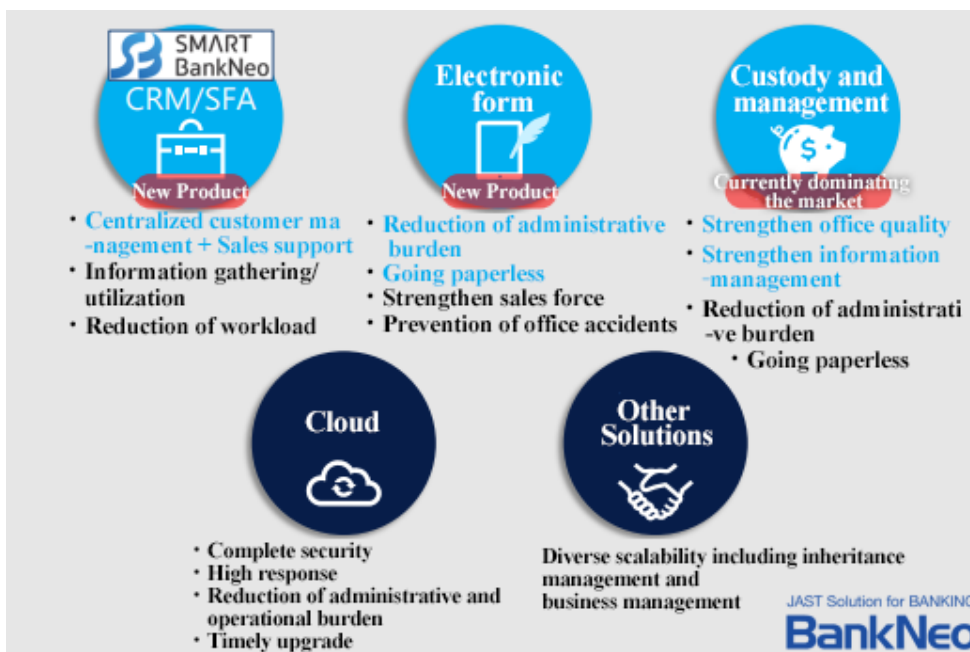 SMART
BankNeo
CRM/SFA
New Product
・Centralized customer ma
-nagement + Sales support
・Information gathering/
utilization
・Reduction of workload
Electronic
form
New Product
・Reduction of administrative
burden
・Going paperless
・Strengthen sales force
・Prevention of office accidents
Custody and
management
$
Currently dominating
the market
・Strengthen office quality
・Strengthen information
-management
・Reduction of administrati
-ve burden
・Going paperless
Cloud
・Complete security
・High response
・Reduction of administrative and
operational burden
・Timely upgrade
Other
Solutions
Diverse scalability including inheritance
management and
business management
JAST Solution for BANKING
BankNeo